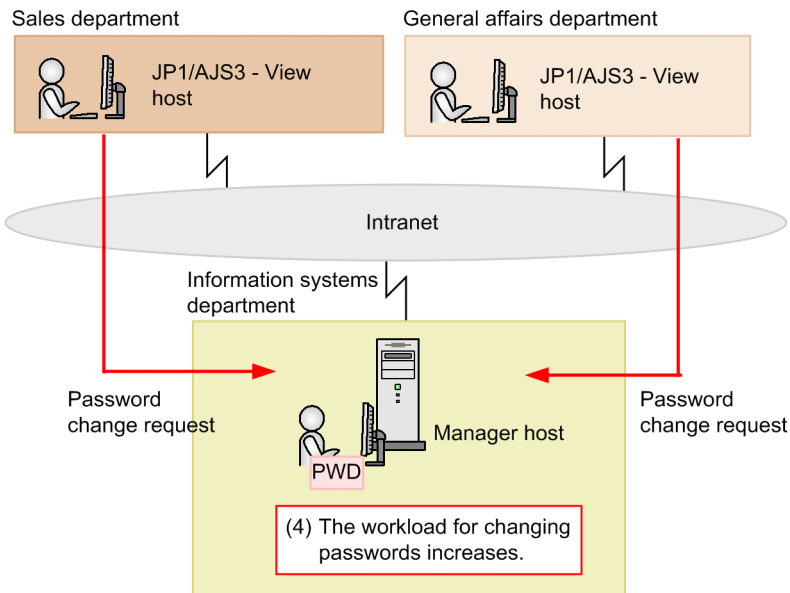 Sales department
General affairs department
JP1/AJS3 - View
host
JP1/AJS3 - View
host
Intranet
Information systems
department
Password
change request
Password
change request
Manager host
PWD
(4) The workload for changing
passwords increases.